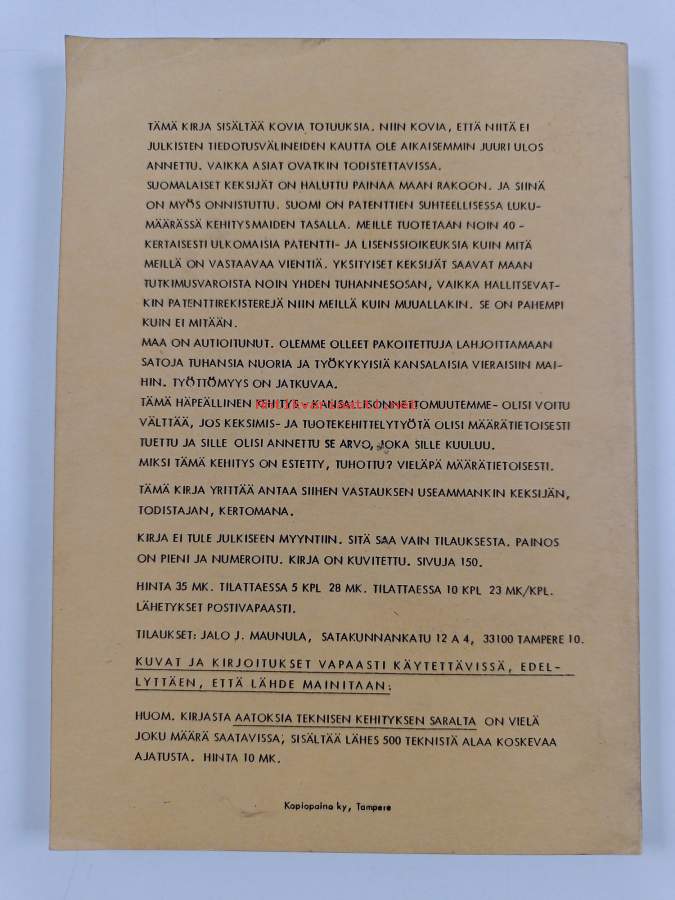 TÄMÄ KIRJA SISÄLTÄÄ KOVIA TOTUUKSIA. NIIN KOVIA, ETTÄ NIITÄ EI
JULKISTEN TIEDOTUSVÄLINEIDEN KAUTTA OLE AIKAISEMMIN JUURI ULOS
ANNETTU. VAIKKA ASIAT OVATKIN TODISTETTAVISSA.
SUOMALAISET KEKSIJÄT ON HALUTTU PAINAA MAAN RAKOON. JA SIINÄ
ON MYÖS ONNISTUTTU. SUOMI ON PATENTTIEN SUHTEELLISESSA LUKU-
MÄÄRÄSSÄ KEHITYSMAIDEN TASALLA. MEILLE TUOTETAAN NOIN 40 -
KERTAISESTI ULKOMAISIA PATENTTI- JA LISENSSIOIKEUKSIA KUIN MITÄ
MEILLÄ ON VASTAAVAA VIENTIÄ. YKSITYISET KEKSIJÄT SAAVAT MAAN
TUTKIMUSVAROISTA NOIN YHDEN TUHANNESOSAN, VAIKKA HALLITSEVAT-
KIN PATENTTIREKISTEREJÄ NIIN MEILLÄ KUIN MUUALLAKIN. SE ON PAHEMPI
KUIN EI MITÄÄN.
MAA ON AUTIOITUNUT. OLEMME OLLEET PAKOITETTUJA LAHJOITTAMAAN
SATOJA TUHANSIA NUORIA JA TYÖKYKYISIÄ KANSALAISIA VIERAISIIN MAI-
HIN. TYÖTTÖMYYS ON JATKUVAA.
TÄMÄ HÄPEÄLLINEN KEHITYS - KANSALLISONNETTOMUUTEMME- OLISI VOITU
VÄLTTÄÄ, JOS KEKSIMIS- JA TUOTEKEHITTELYTYÖTÄ OLISI MÄÄRÄTIETOISESTI
TUETTU JA SILLE OLISI ANNETTU SE ARVO, JOKA SILLE KUULUU.
MIKSI TÄMÄ KEHITYS ON ESTETTY, TUHOTTU? VIELÄPÄ MÄÄRÄTIETOISESTI.
TÄMÄ KIRJA YRITTÄÄ ANTAA SIIHEN VASTAUKSEN USEAMMANKIN KEKSIJÄN,
TODISTAJAN, KERTOMANA.
KIRJA EI TULE JULKISEEN MYYNTIIN. SITÄ SAA VAIN TILAUKSESTA. PAINOS
ON PIENI JA NUMEROITU. KIRJA ON KUVITETTU. SIVUJA 150.
HINTA 35 MK. TILATTAESSA 5 KPL 28 MK. TILATTAESSA 10 KPL 23 MK/KPL.
LÄHETYKSET POSTIVAPAASTI.
TILAUKSET: JALO J. MAUNULA, SATAKUNNANKATU 12 A 4, 33100 TAMPERE 10.
KUVAT JA KIRJOITUKSET VAPAASTI KÄYTETTÄVISSÄ, EDEL-
LYTTÄEN, ETTÄ LÄHDE MAINITAAN.
HUOM. KIRJASTA AATOKSIA TEKNISEN KEHITYKSEN SARALTA ON VIELÄ
JOKU MÄÄRÄ SAATAVISSA; SISÄLTÄÄ LÄHES 500 TEKNISTÄ ALAA KOSKEVAA
AJATUSTA. HINTA 10 MK.
Kopiopaino ky, Tampere